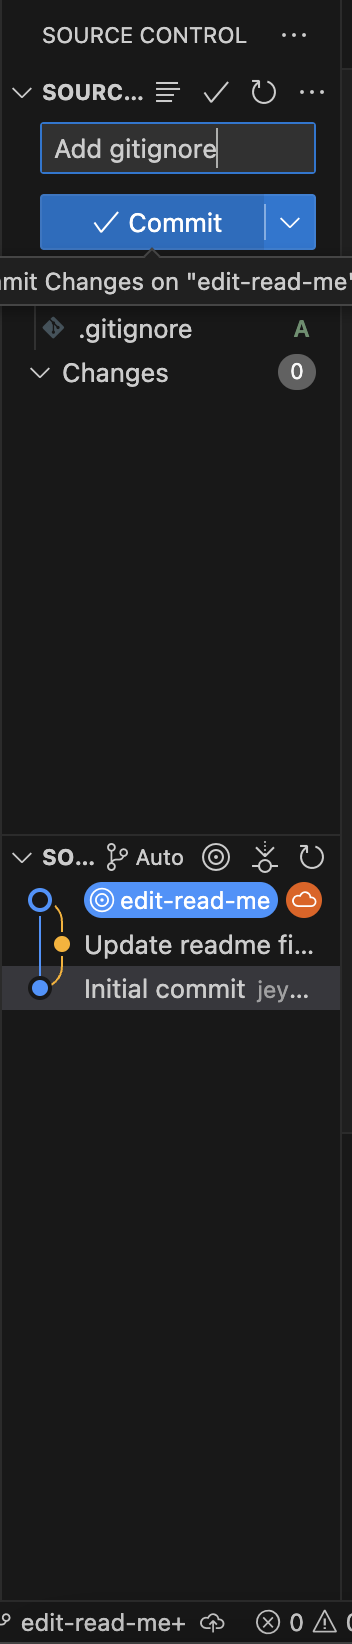 SOURCE CONTROL ...
SOURC... ...
Add gitignore
Commit
mit Changes on "edit-read-me"
.gitignore A
Changes 0
SO... Auto
edit-read-me
Update readme fi...
Initial commit jey...
edit-read-me+ 0